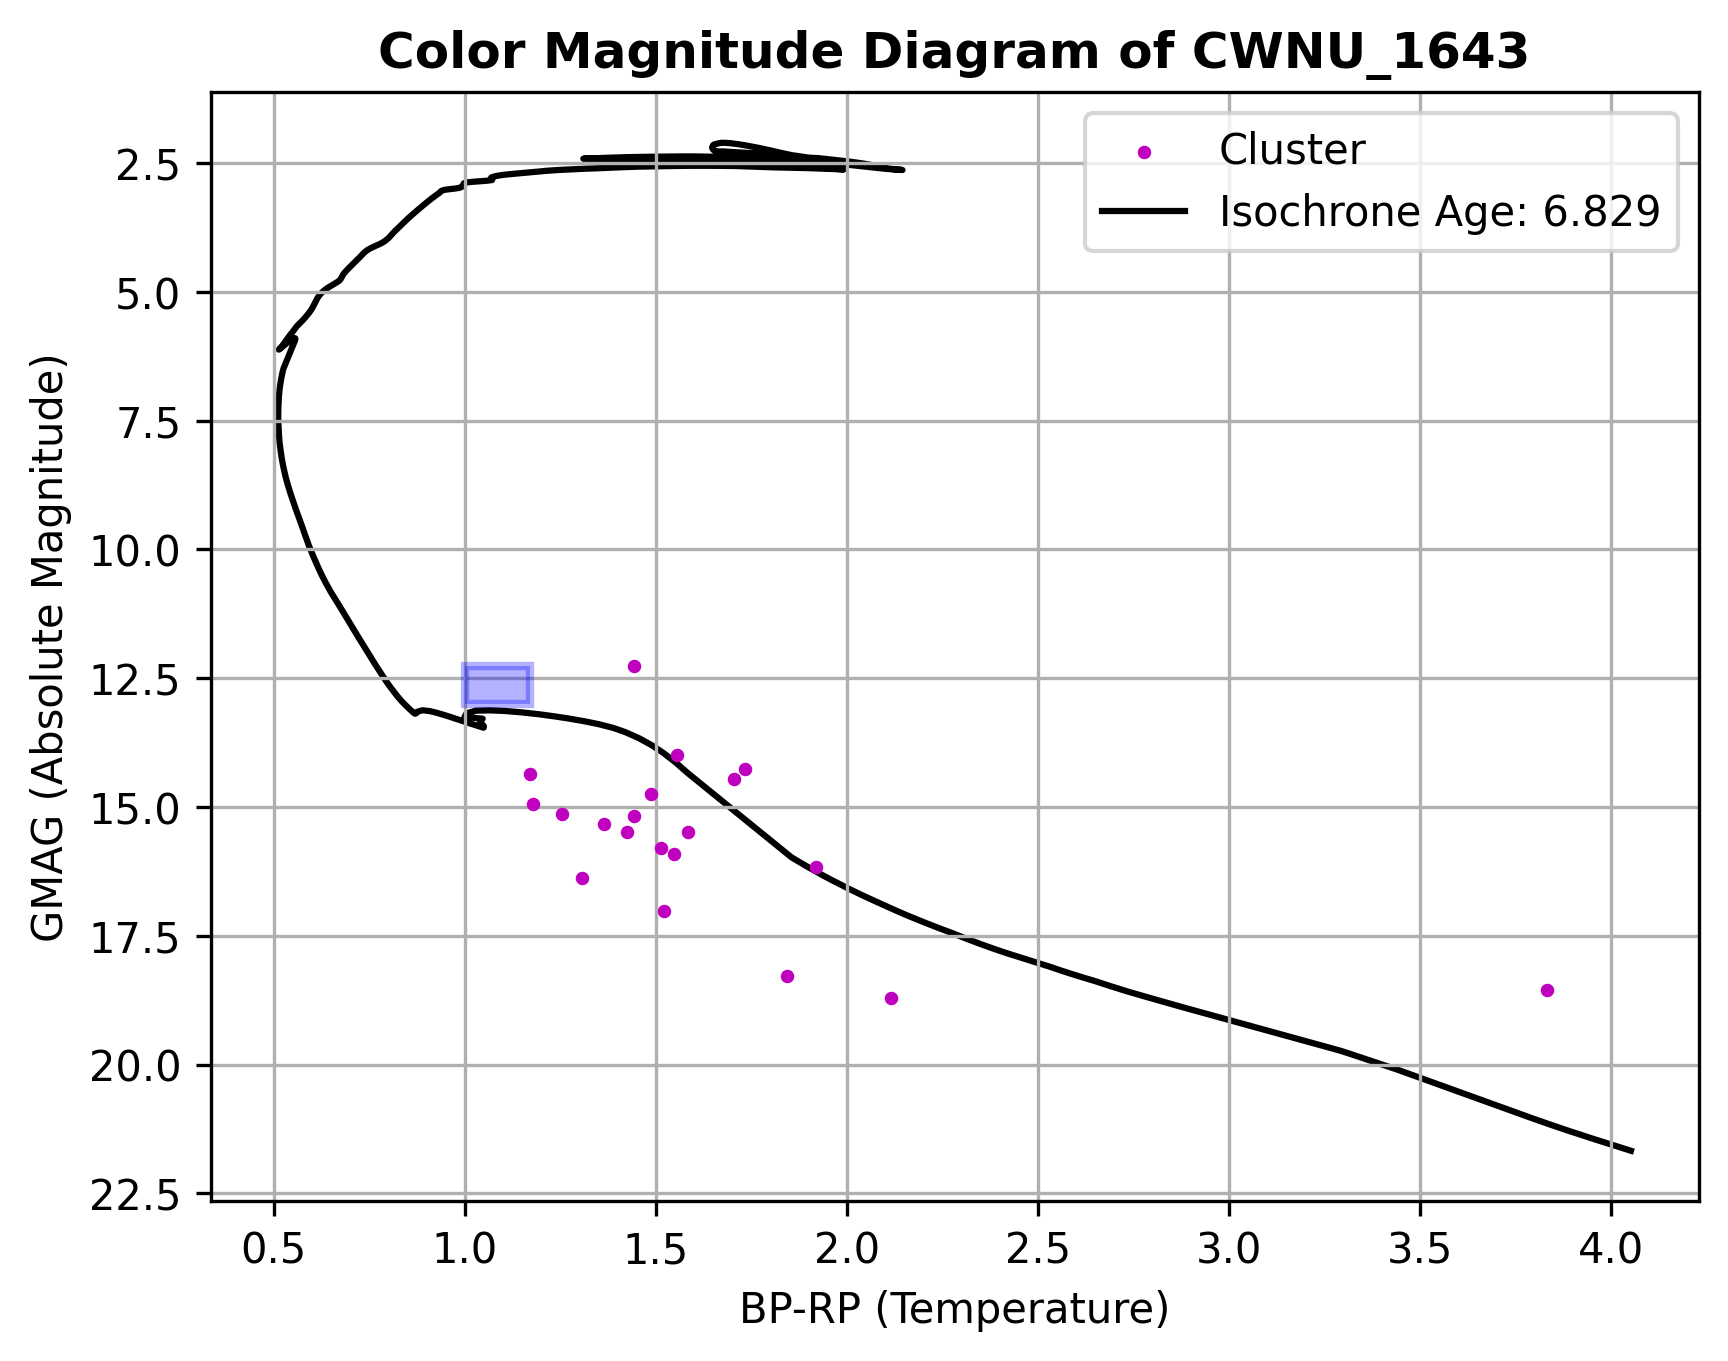 Color Magnitude Diagram of CWNU_1643
Cluster
Isochrone Age: 6.829
GMAG (Absolute Magnitude)
2.5
5.0
7.5
10.0
12.5
15.0
17.5
20.0
22.5
0.5 1.0 1.5 2.0 2.5 3.0 3.5 4.0
BP-RP (Temperature)